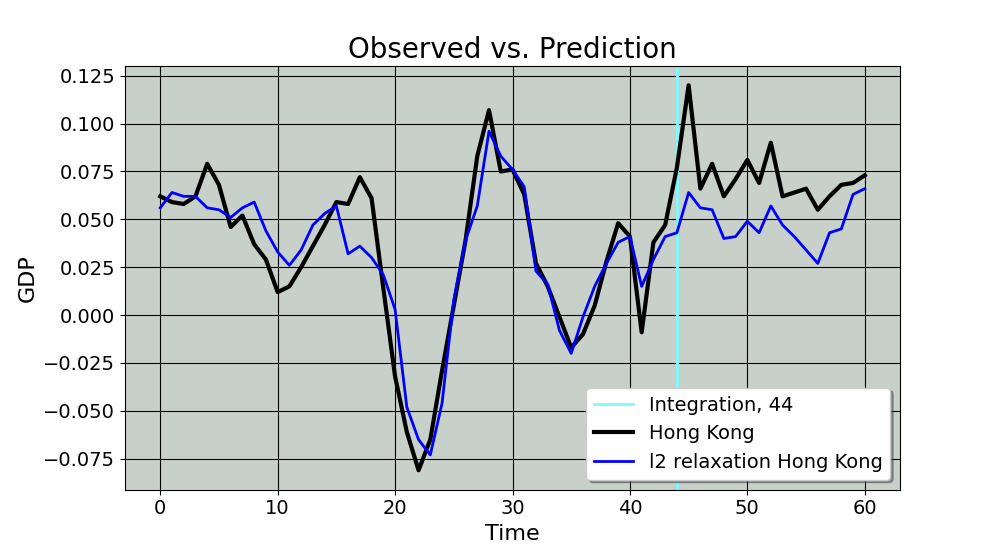 Observed vs. Prediction
0.125
0.100
0.075
0.050
0.025
0.000
−0.025
−0.050
−0.075
GDP
Integration, 44
Hong Kong
l2 relaxation Hong Kong
0 10 20 30 40 50 60
Time